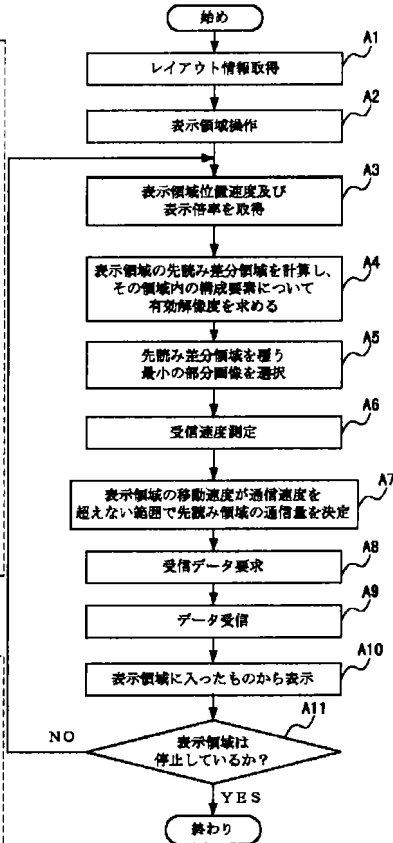 始め
A1
レイアウト情報取得
A2
表示領域操作
A3
表示領域位置速度及び
表示倍率を取得
A4
表示領域の先読み差分領域を計算し、
その領域内の構成要素について
有効解像度を求める
A5
先読み差分領域を覆う
最小の部分画像を選択
A6
受信速度測定
A7
表示領域の移動速度が通信速度を
超えない範囲で先読み領域の通信量を決定
A8
受信データ要求
A9
データ受信
A10
表示領域に入ったものから表示
A11
表示領域は
停止しているか?
NO
YES
終わり